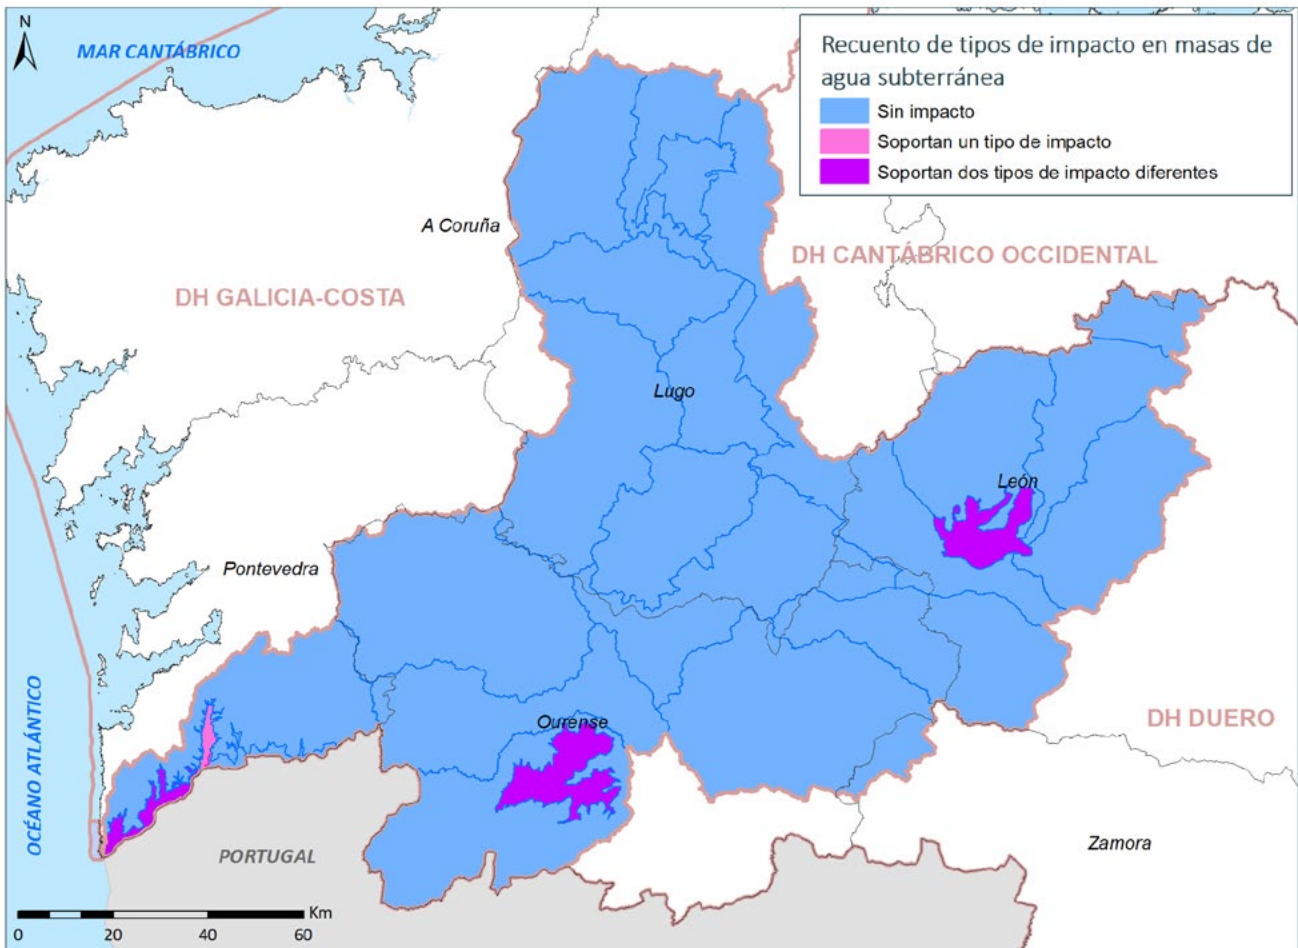 N
MAR CANTÁBRICO
Recuento de tipos de impacto en masas de
agua subterránea
Sin impacto
Soportan un tipo de impacto
Soportan dos tipos de impacto diferentes
A Coruña
DH CANTÁBRICO OCCIDENTAL
DH GALICIA-COSTA
Lugo
León
Pontevedra
OCÉANO ATLÁNTICO
Ourense
DH DUERO
PORTUGAL
Zamora
Km
0 20 40 60